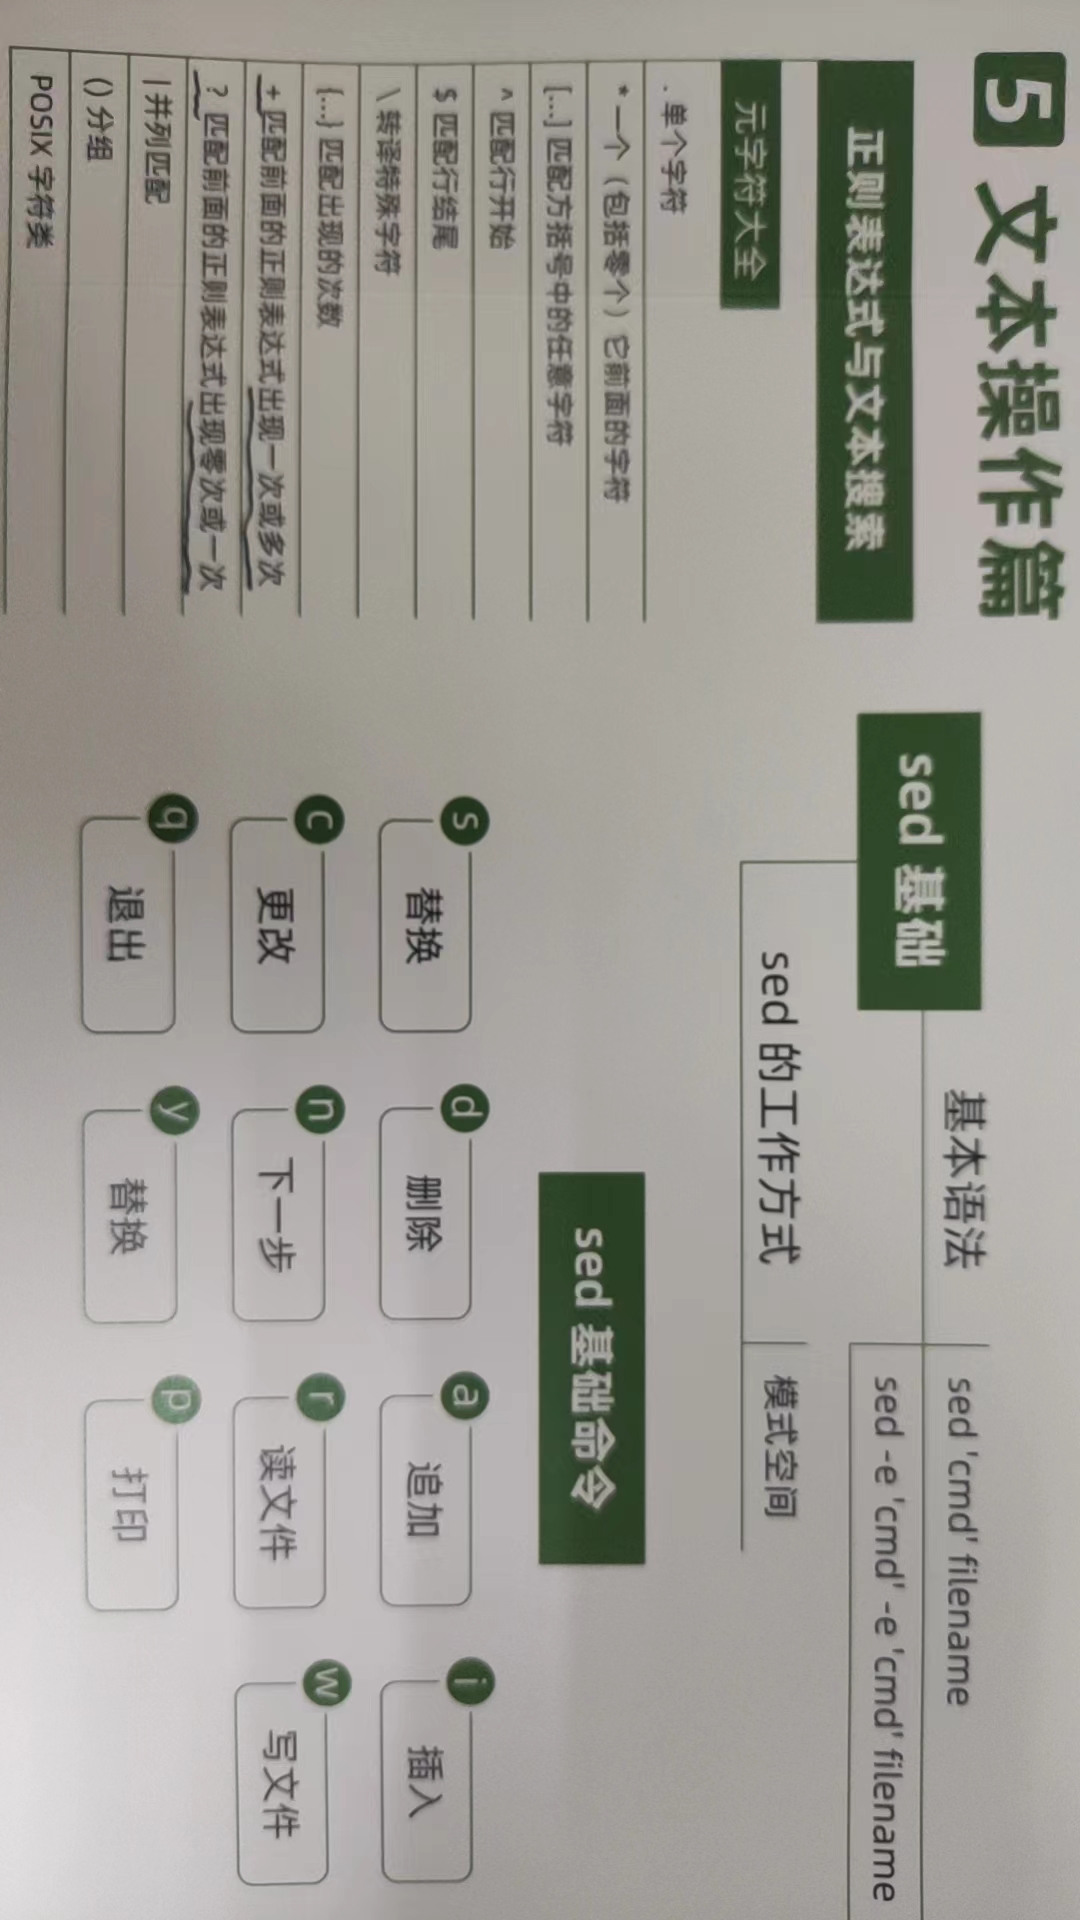 5 文本操作篇
正则表达式与文本搜索
元字符大全
. 单个字符
* 一个（包括零个）它前面的字符
[...] 匹配方括号中的任意字符
^ 匹配行开始
$ 匹配行结尾
\ 转译特殊字符
{...} 匹配出现的次数
+ 匹配前面的正则表达式出现一次或多次
? 匹配前面的正则表达式出现零次或一次
| 并列匹配
() 分组
POSIX 字符类
sed 基础
基本语法
sed 'cmd' filename
sed -e 'cmd' -e 'cmd' filename
sed 的工作方式
模式空间
sed 基础命令
s 替换
d 删除
a 追加
i 插入
c 更改
n 下一步
r 读文件
w 写文件
q 退出
y 替换
p 打印